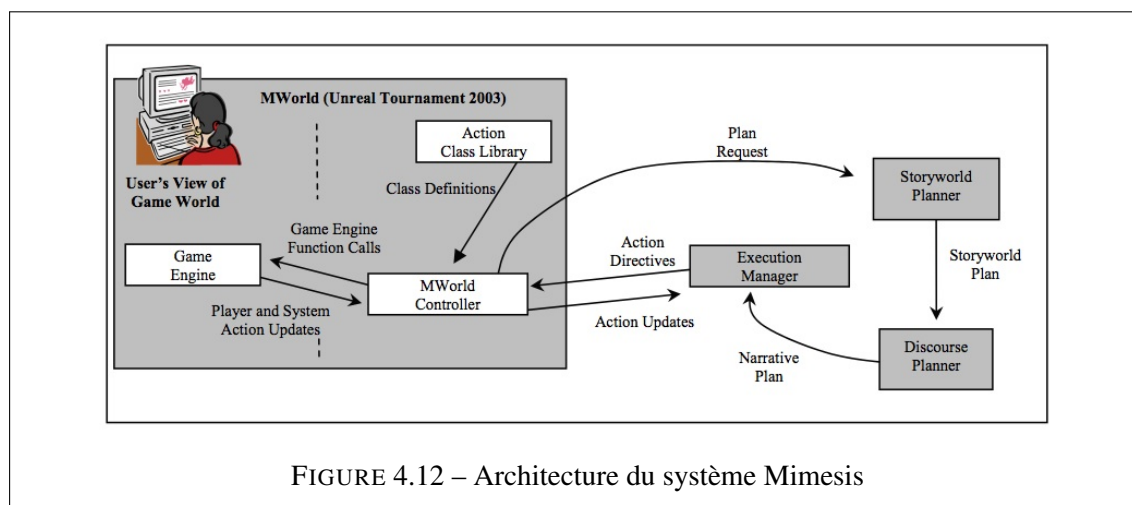 MWorld (Unreal Tournament 2003)
User's View of
Game World
Action
Class Library
Class Definitions
Game Engine
Function Calls
Game
Engine
MWorld
Controller
Player and System
Action Updates
Plan
Request
Storyworld
Planner
Action
Directives
Execution
Manager
Storyworld
Plan
Action Updates
Discourse
Planner
Narrative
Plan
FIGURE 4.12 – Architecture du système Mimesis